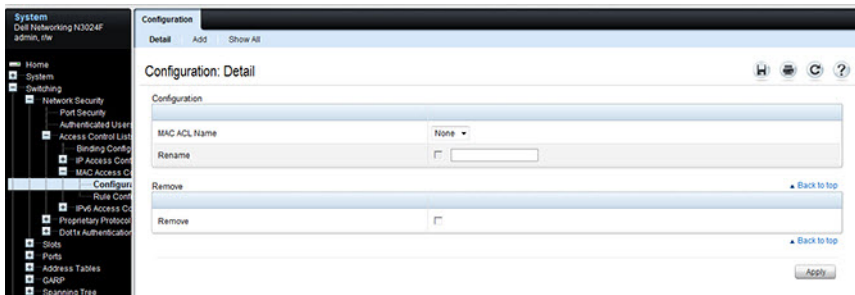 System
Dell Networking N3024F
admin, r/w
Home
System
Switching
Network Security
Port Security
Authenticated Users
Access Control List
Binding Config
IP Access Cont
MAC Access Co
Configura
Rule Conf
IPv6 Access Co
Proprietary Protocol
Dot1x Authentication
Slots
Ports
Address Tables
GARP
Spanning Tree
Configuration
Detail Add Show All
Configuration: Detail
Configuration
MAC ACL Name None
Rename
Remove
Back to top
Remove
Back to top
Apply